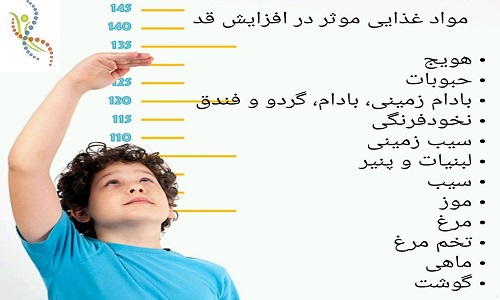 مواد غذایی موثر در افزایش قد
• هویج
• حبوبات
• بادام زمینی، بادام، گردو و فندق
• نخودفرنگی
• سیب زمینی
• لبنیات و پنیر
• سیب
• موز
• مرغ
• تخم مرغ
• ماهی
• گوشت
145
140
135
125
120
115
110